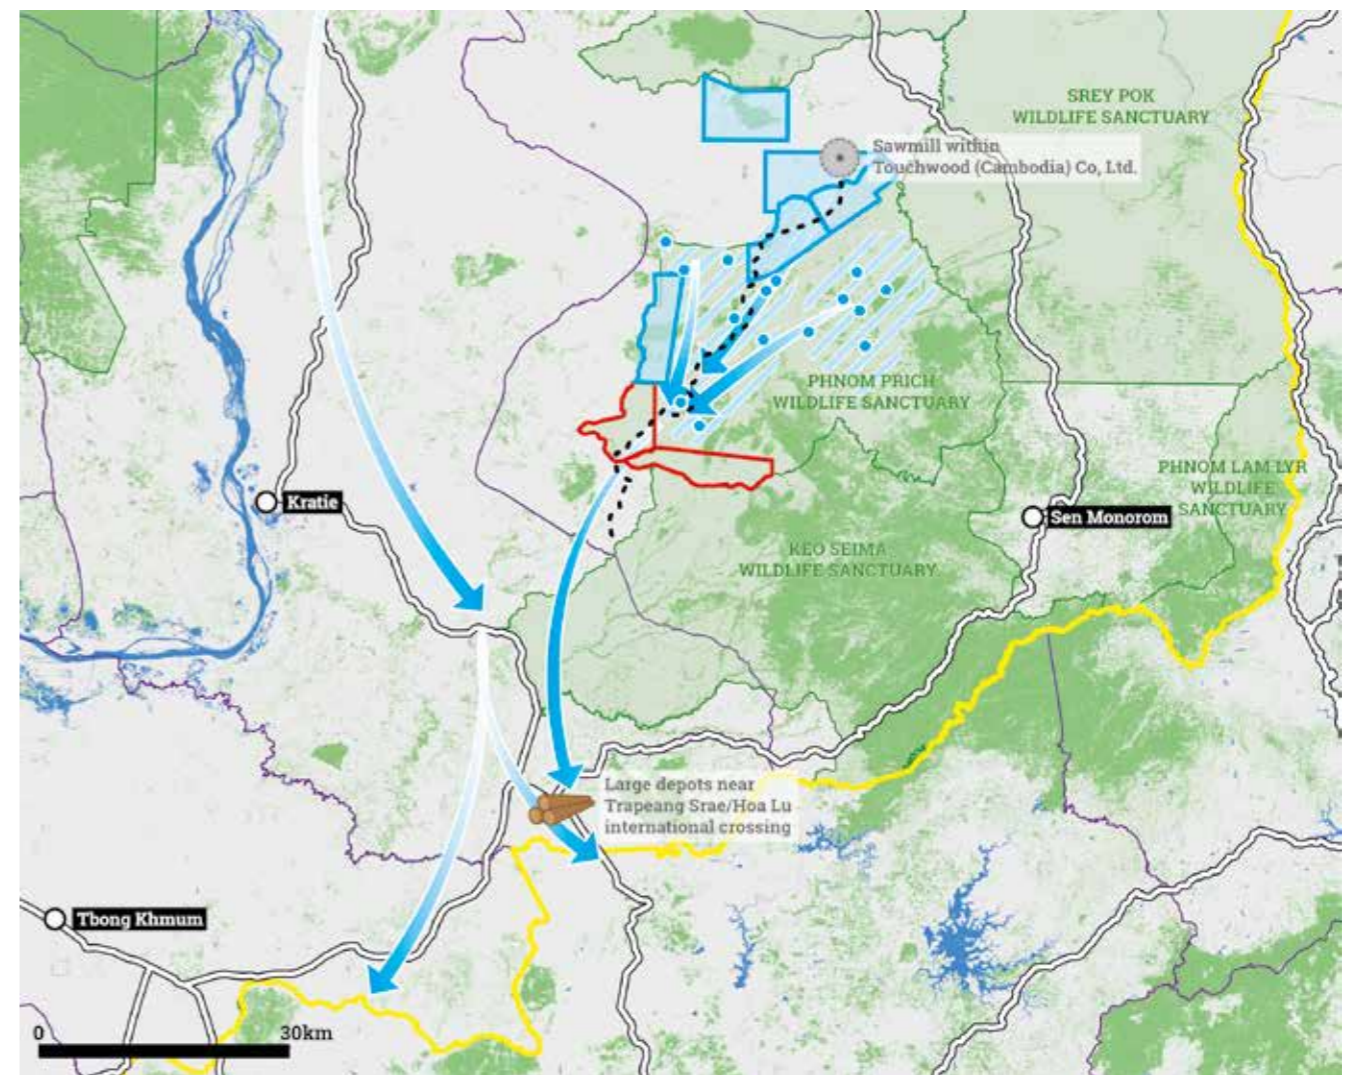 SREY POK
WILDLIFE SANCTUARY
Sawmill within
Touchwood (Cambodia) Co, Ltd.
PHNOM PRICH
WILDLIFE SANCTUARY
PHNOM LAM LYR
WILDLIFE
SANCTUARY
Kratie
Sen Monorom
KEO SEIMA
WILDLIFE SANCTUARY
Large depots near
Trapeang Srae/Hoa Lu
international crossing
Tbong Khmum
0 30km